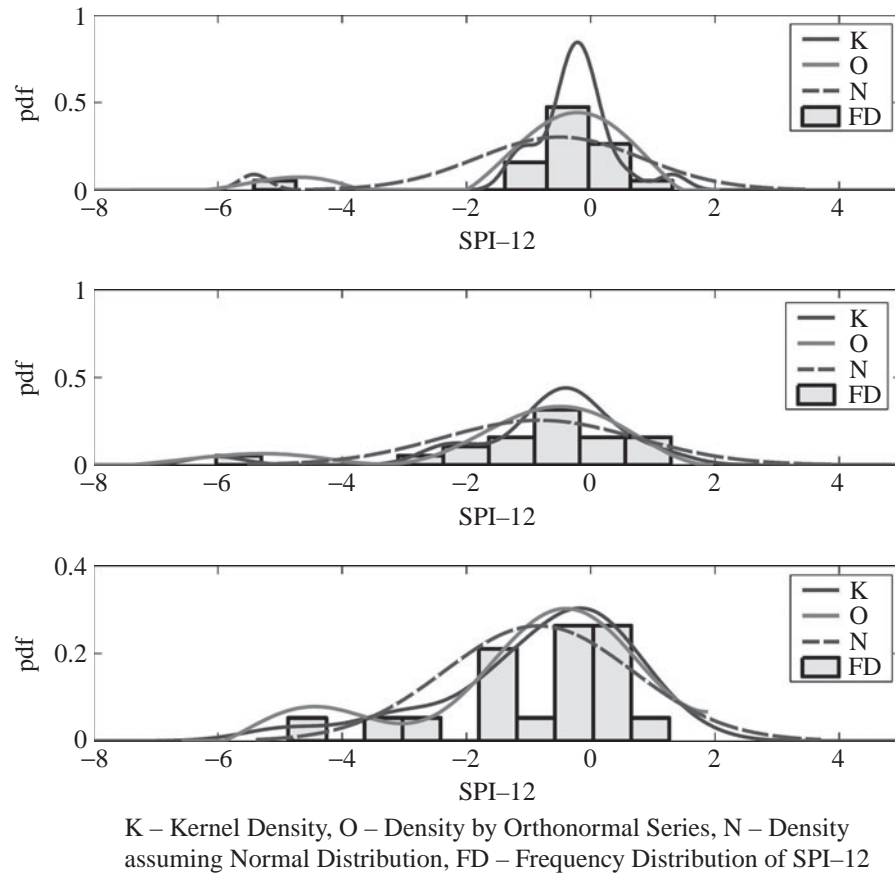 1
K
O
N
FD
pdf
0.5
0
−8
−6
−4
−2
0
2
4
SPI–12
1
K
O
N
FD
pdf
0.5
0
−8
−6
−4
−2
0
2
4
SPI–12
0.4
K
O
N
FD
pdf
0.2
0
−8
−6
−4
−2
0
2
4
SPI–12
K – Kernel Density, O – Density by Orthonormal Series, N – Density
assuming Normal Distribution, FD – Frequency Distribution of SPI–12